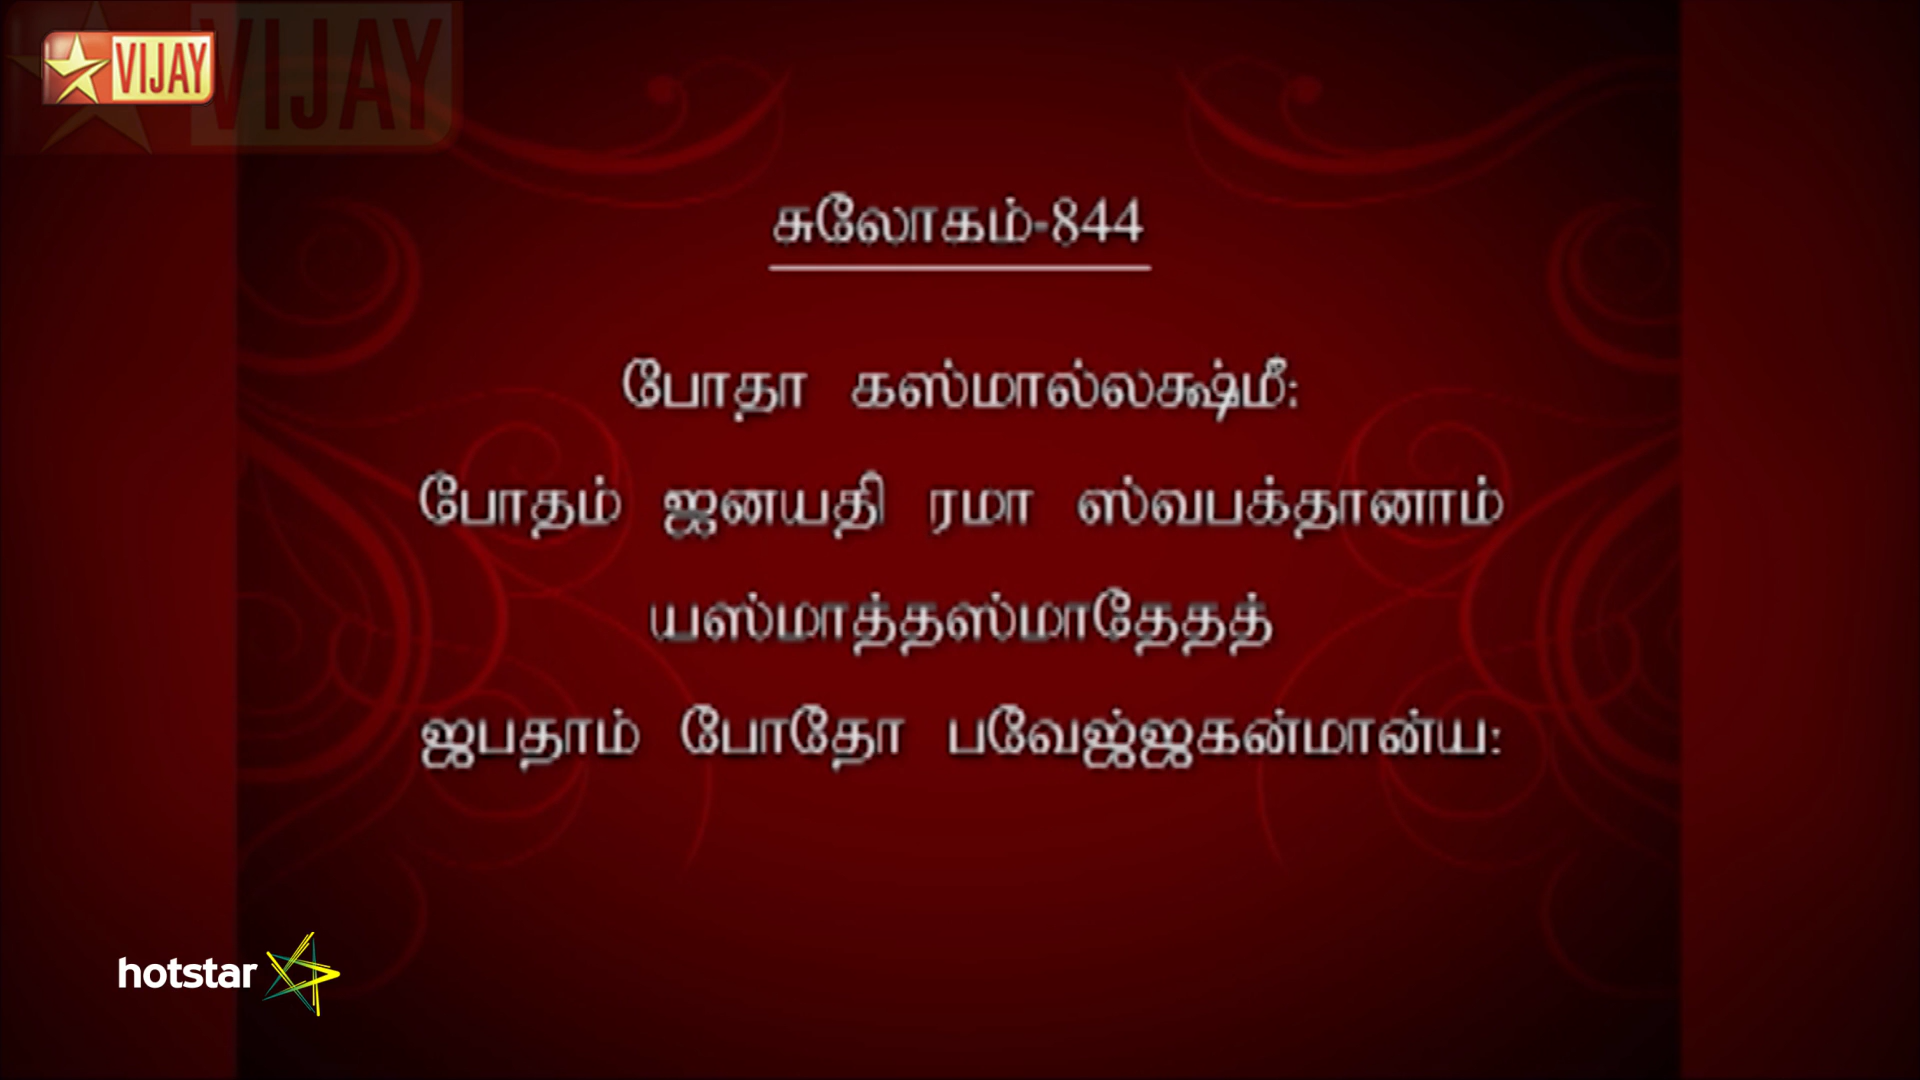 VIJAY
VIJAY
சுலோகம்-844
போதா கஸ்மால்லக்ஷ்மீ:
போதம் ஜனயதி ரமா ஸ்வபக்தானாம்
யஸ்மாத்தஸ்மாதேதத்
ஜபதாம் போதோ பவேஜ்ஜகன்மான்ய:
hotstar